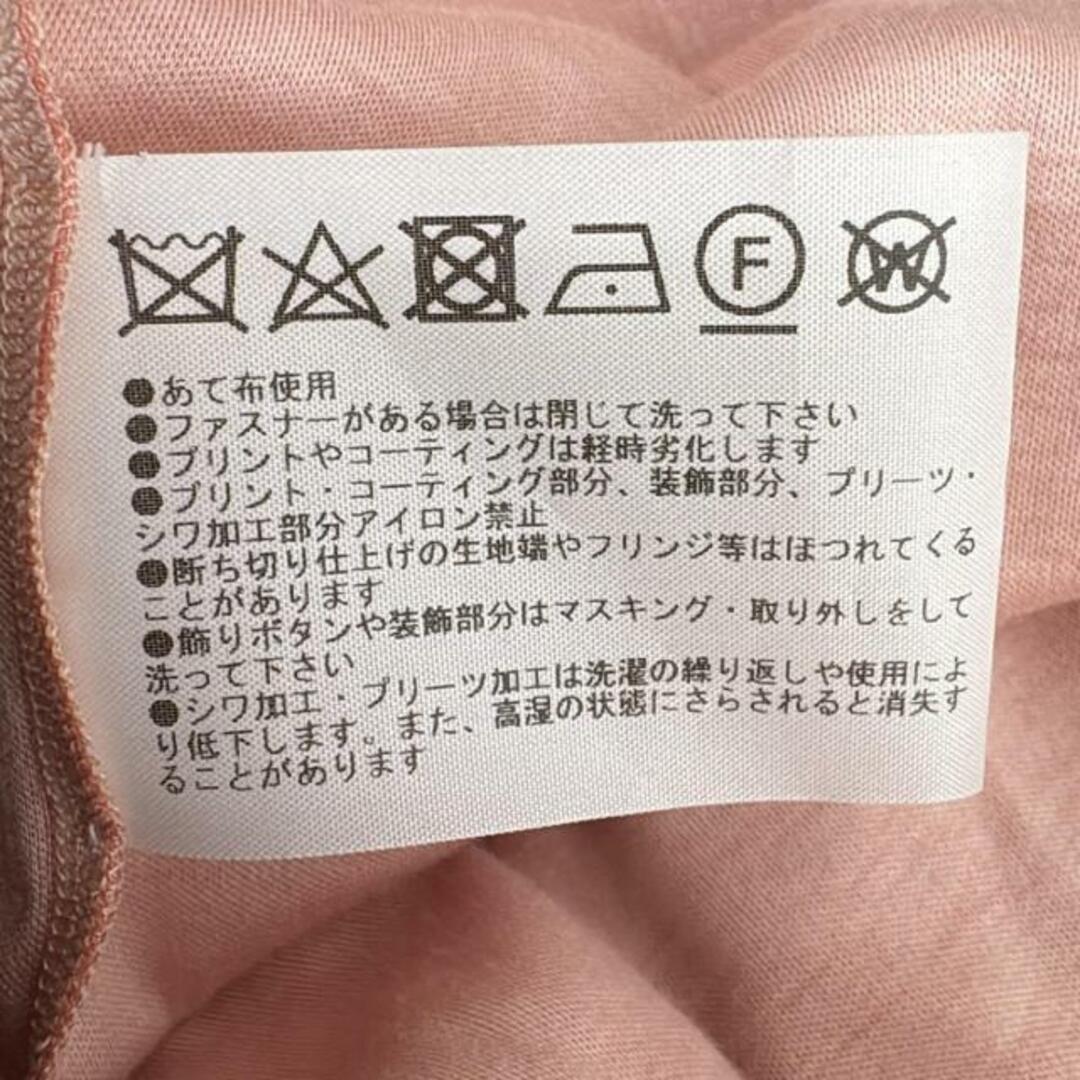 F W
●あて布使用
●ファスナーがある場合は閉じて洗って下さい
●プリントやコーティングは経時劣化します
●プリント・コーティング部分、装飾部分、プリーツ・
シワ加工部分アイロン禁止
●断ち切り仕上げの生地端やフリンジ等はほつれてくる
ことがあります
●飾りボタンや装飾部分はマスキング・取り外しをして
洗って下さい
●シワ加工・プリーツ加工は洗濯の繰り返しや使用によ
り低下します。また、高湿の状態にさらされると消失す
ることがあります